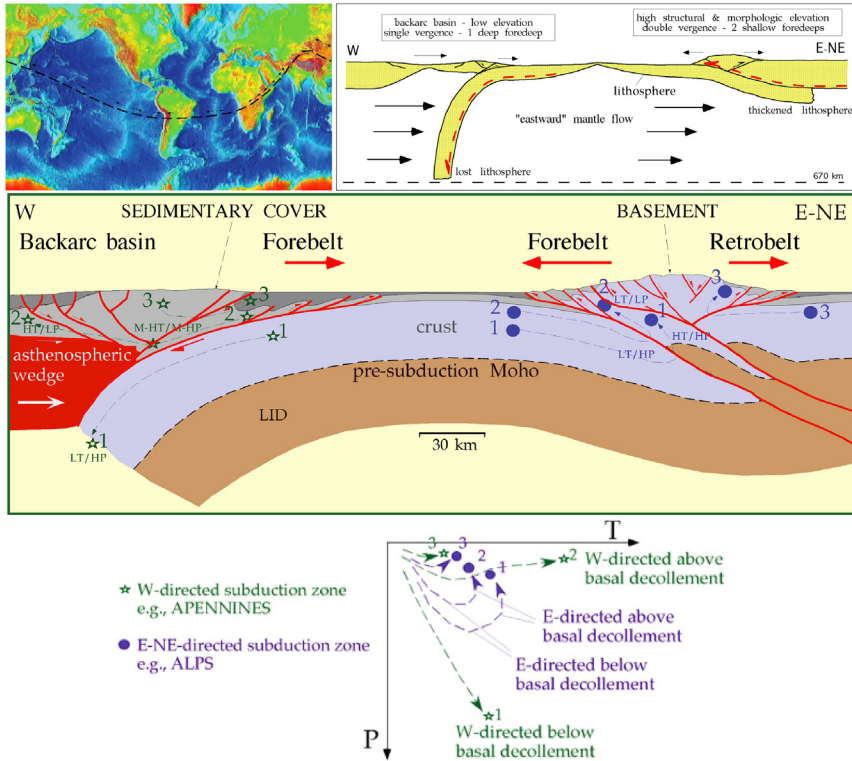 backarc basin - low elevation
single vergence - 1 deep foredeep
high structural & morphologic elevation
double vergence - 2 shallow foredeeps
W
E-NE
lithosphere
thickened lithosphere
"eastward" mantle flow
lost lithosphere
670 km
W
SEDIMENTARY COVER
BASEMENT
E-NE
Backarc basin
Forebelt
Forebelt
Retrobelt
3
3
2
3
2
2
LT/LP
HT/LP
M-HT/M-HP
2
1
3
1
crust
1
HT/HP
asthenospheric
wedge
LT/HP
pre-subduction Moho
LID
30 km
1
LT/HP
T
3
3
2
2
1
W-directed above
basal decollement
W-directed subduction zone
e.g., APENNINES
E-directed above
basal decollement
E-NE-directed subduction zone
e.g., ALPS
E-directed below
basal decollement
1
W-directed below
basal decollement
P